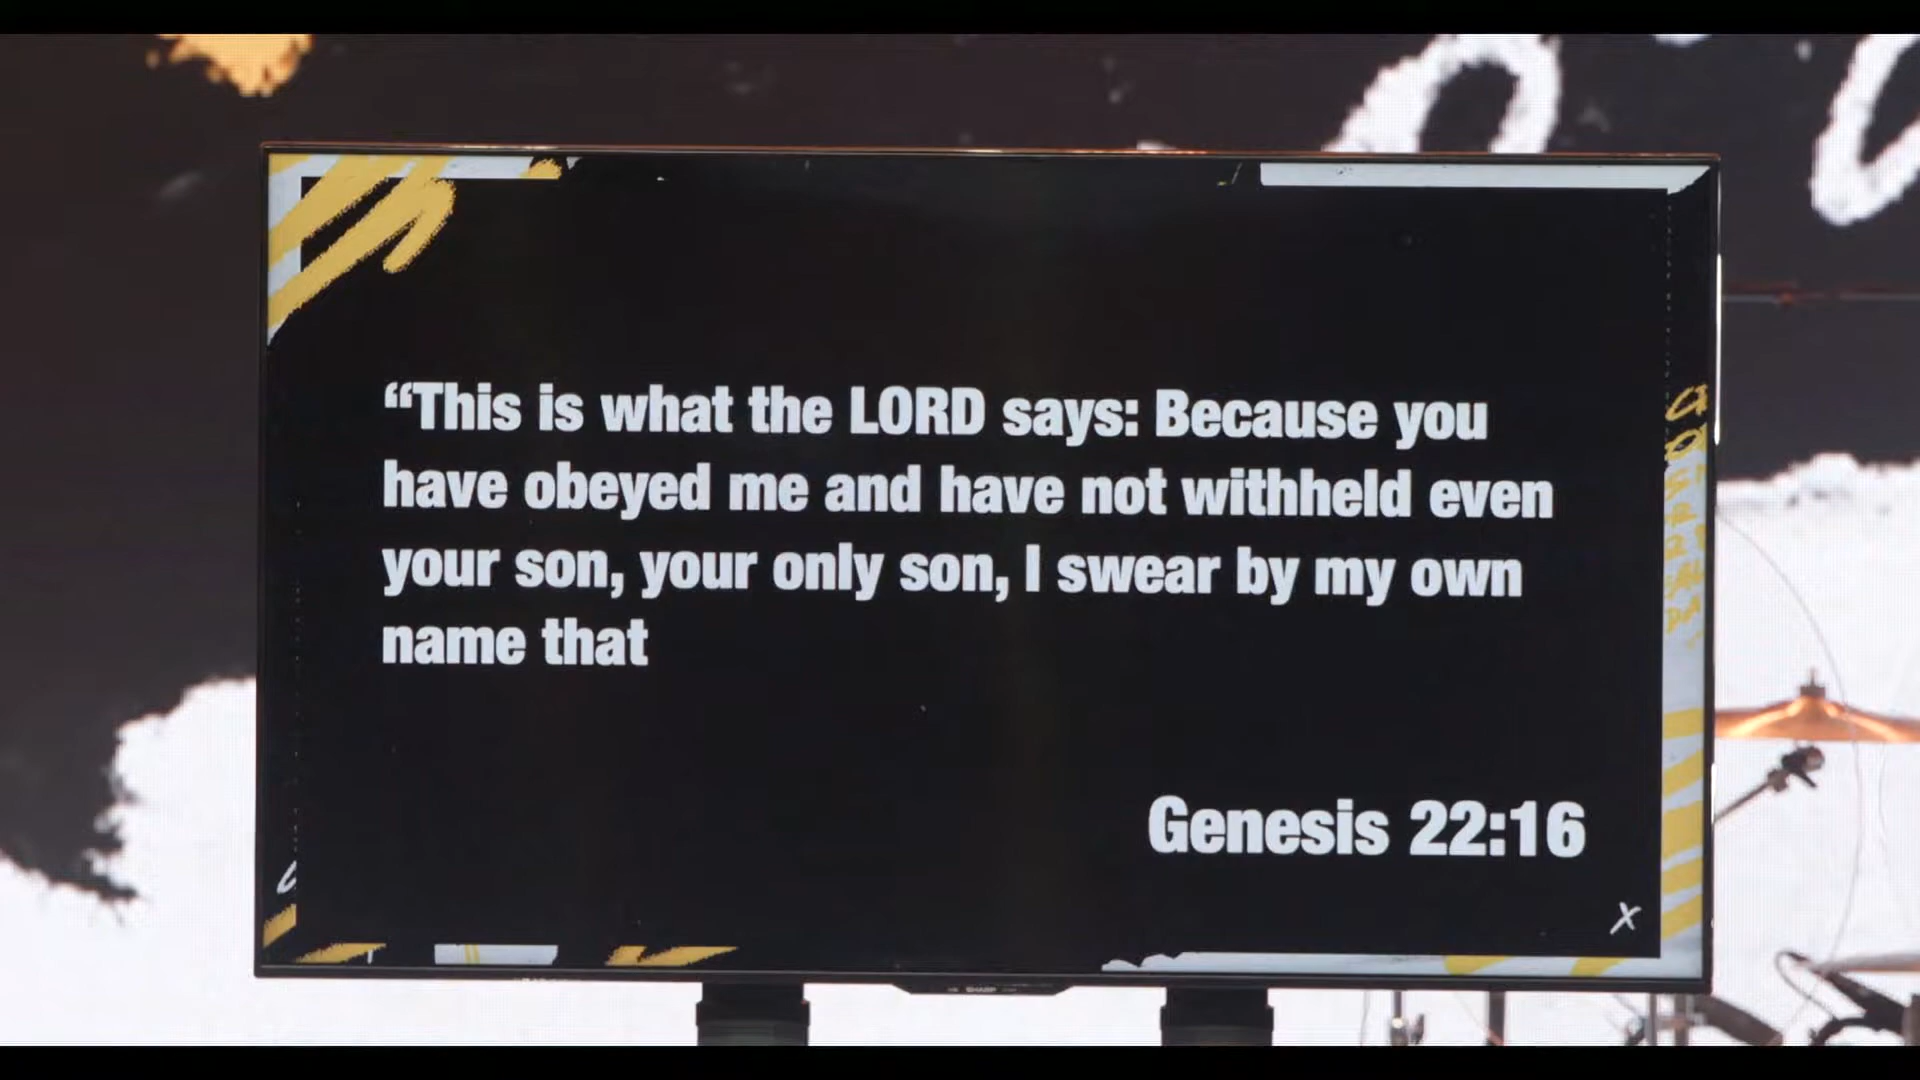 “This is what the LORD says: Because you
have obeyed me and have not withheld even
your son, your only son, I swear by my own
name that
Genesis 22:16
x
SHARP